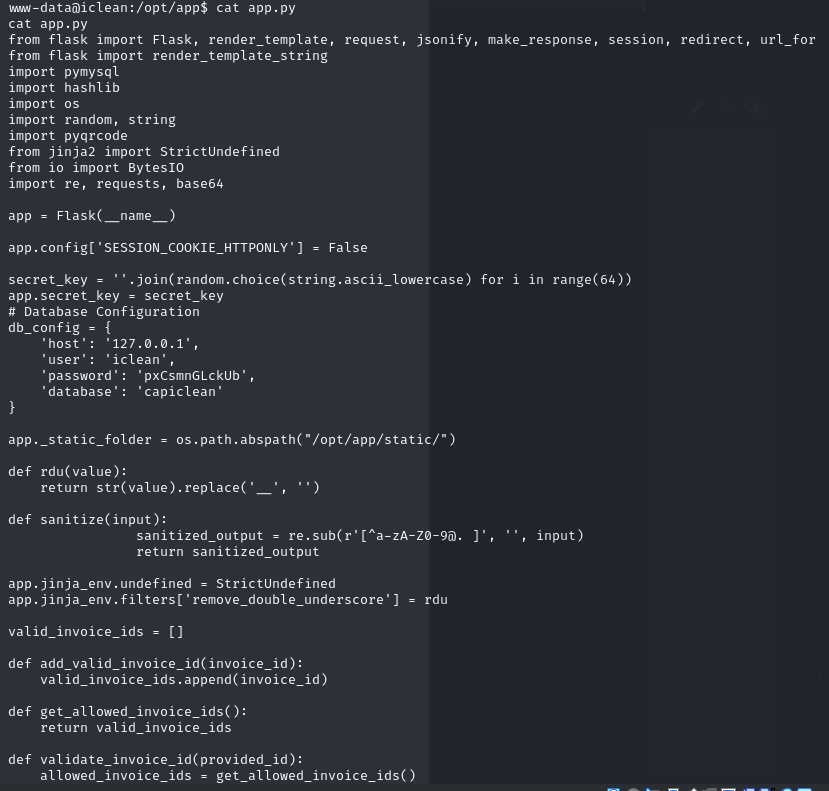 www-data@iclean:/opt/app$ cat app.py
cat app.py
from flask import Flask, render_template, request, jsonify, make_response, session, redirect, url_for
from flask import render_template_string
import pymysql
import hashlib
import os
import random, string
import pyqrcode
from jinja2 import StrictUndefined
from io import BytesIO
import re, requests, base64

app = Flask(__name__)

app.config['SESSION_COOKIE_HTTPONLY'] = False

secret_key = ''.join(random.choice(string.ascii_lowercase) for i in range(64))
app.secret_key = secret_key
# Database Configuration
db_config = {
    'host': '127.0.0.1',
    'user': 'iclean',
    'password': 'pxCsmnGLckUb',
    'database': 'capiclean'
}

app._static_folder = os.path.abspath("/opt/app/static/")

def rdu(value):
    return str(value).replace('__', '')

def sanitize(input):
                sanitized_output = re.sub(r'[^a-zA-Z0-9@. ]', '', input)
                return sanitized_output

app.jinja_env.undefined = StrictUndefined
app.jinja_env.filters['remove_double_underscore'] = rdu

valid_invoice_ids = []

def add_valid_invoice_id(invoice_id):
    valid_invoice_ids.append(invoice_id)

def get_allowed_invoice_ids():
    return valid_invoice_ids

def validate_invoice_id(provided_id):
    allowed_invoice_ids = get_allowed_invoice_ids()